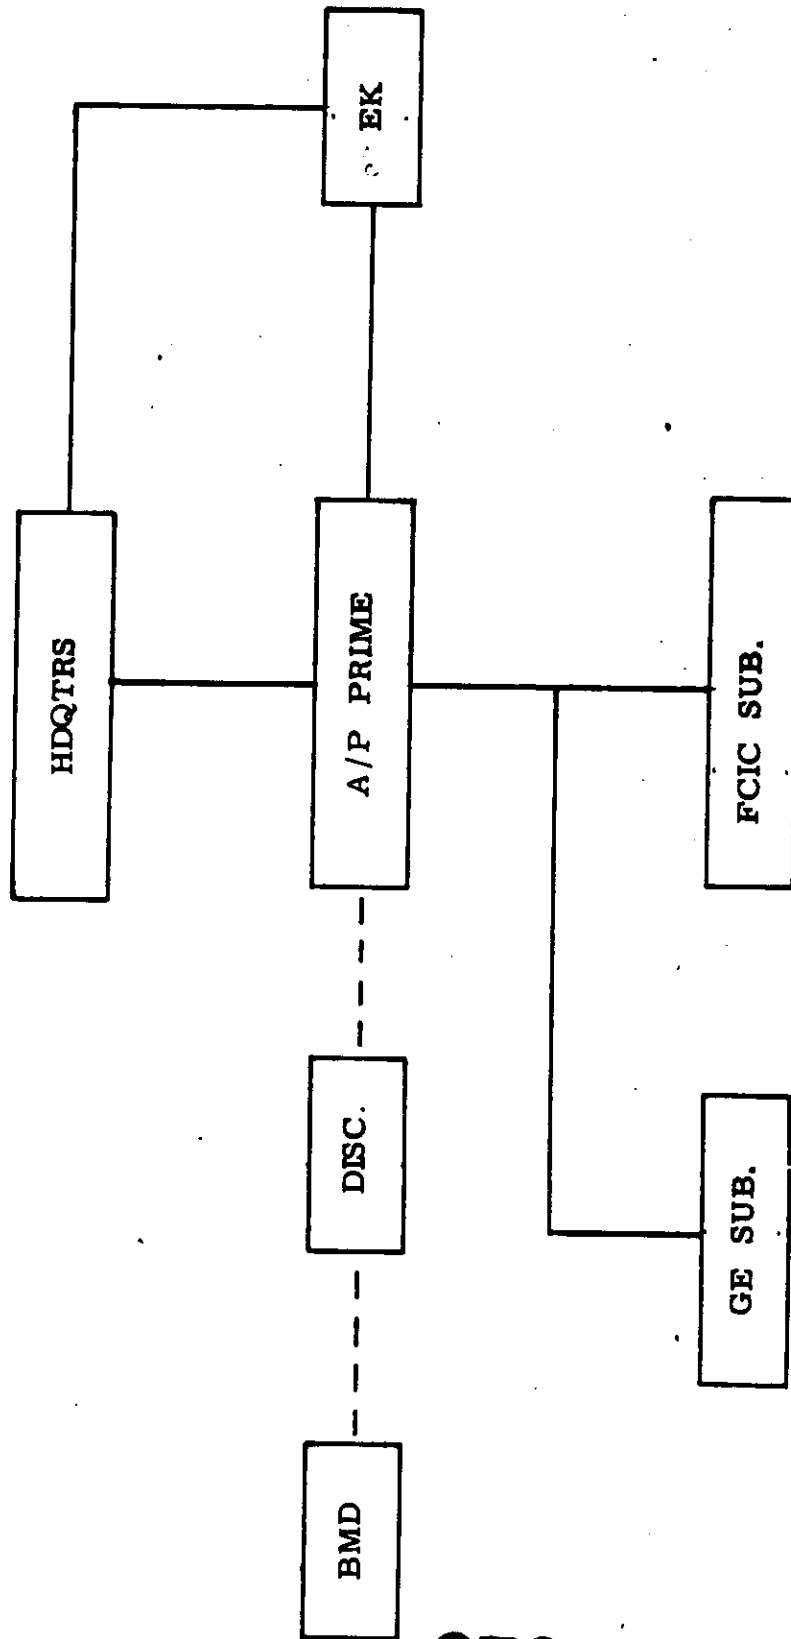 HDQTRS
BMD
DISC.
A/P PRIME
EK
GE SUB.
FCIC SUB.